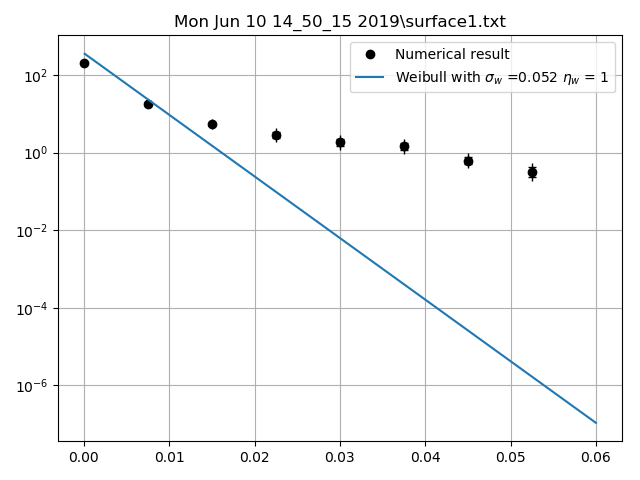 Mon Jun 10 14_50_15 2019\surface1.txt
Numerical result
Weibull with σ_w =0.052 η_w = 1
10^2
10^0
10^−2
10^−4
10^−6
0.00 0.01 0.02 0.03 0.04 0.05 0.06